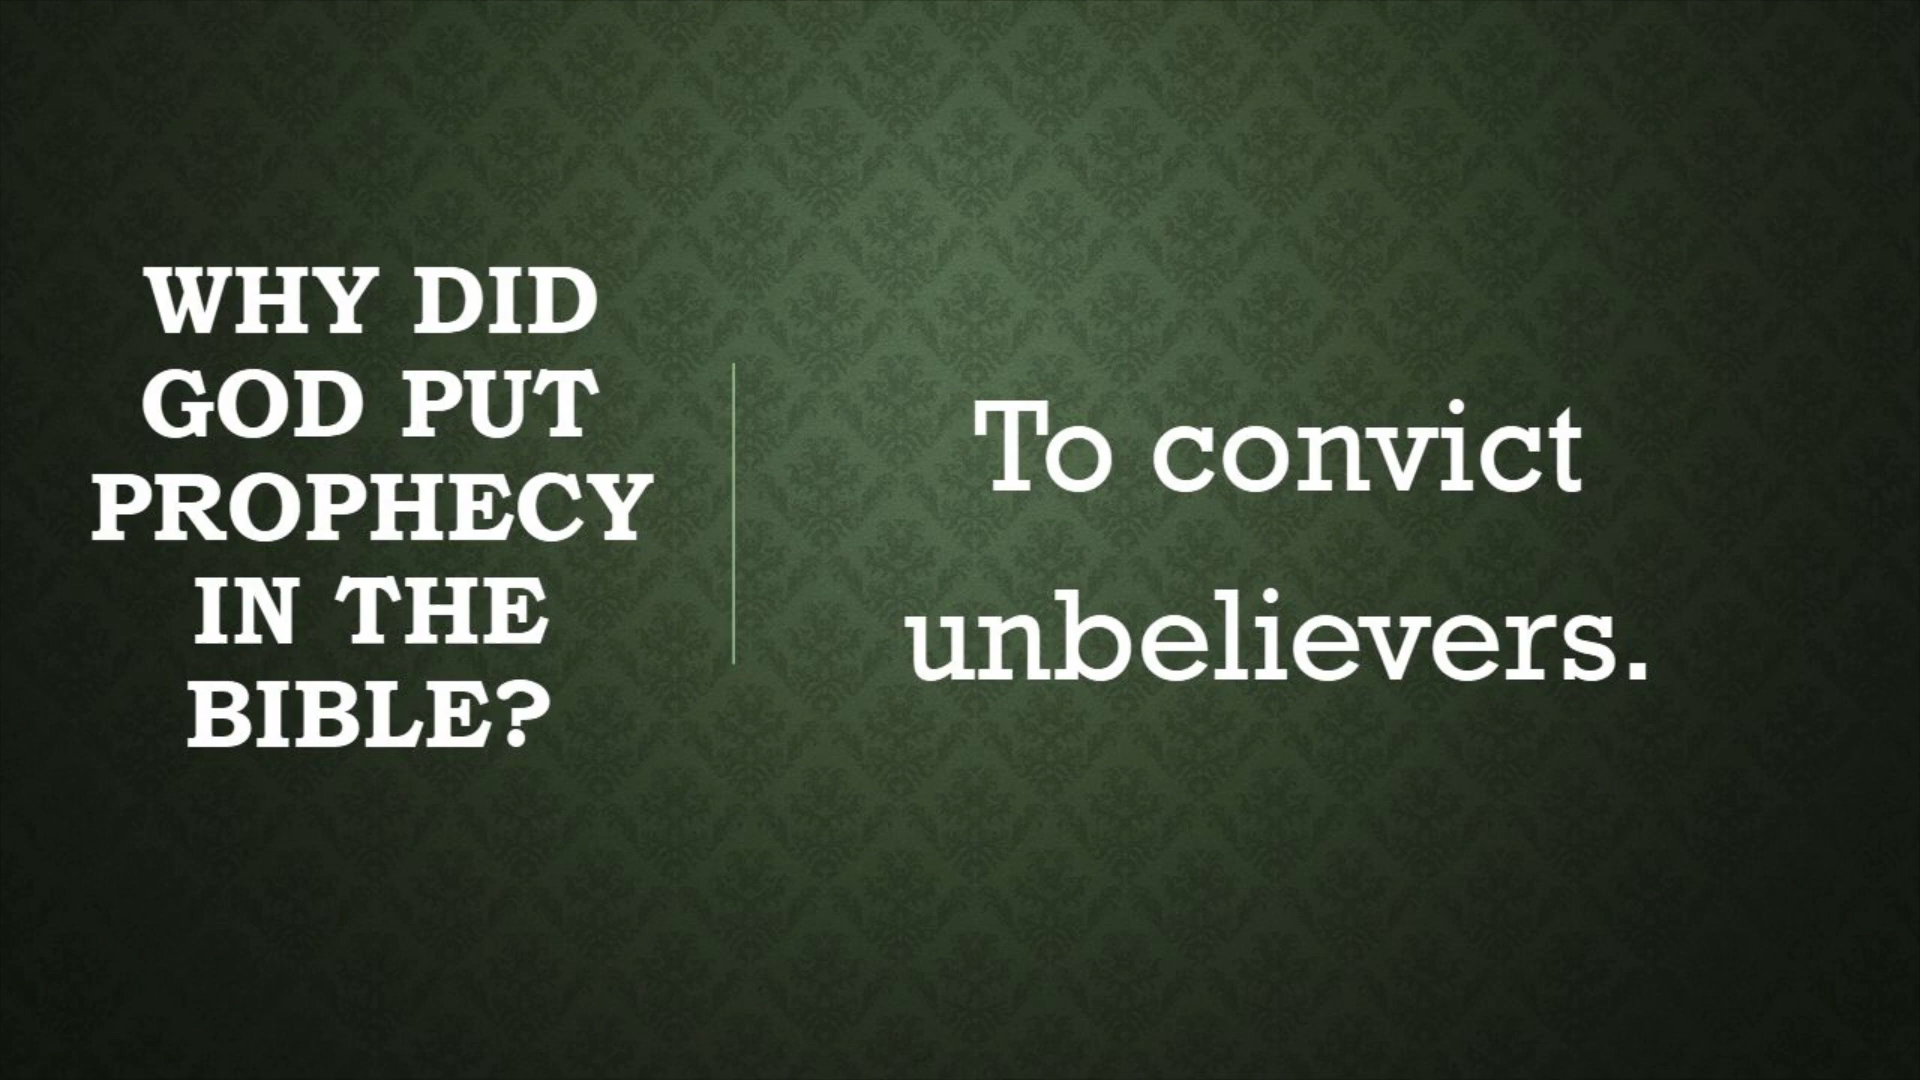 WHY DID
GOD PUT
PROPHECY
IN THE
BIBLE?
To convict
unbelievers.